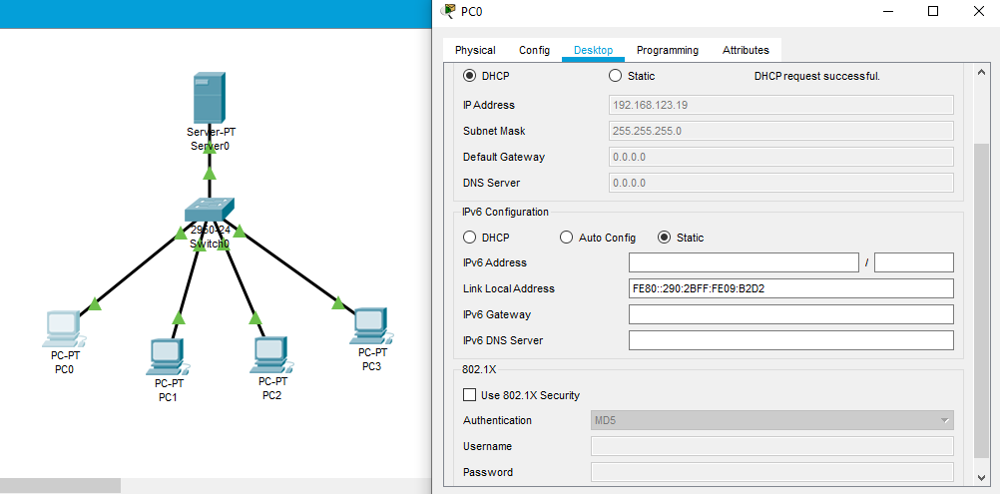 PC0
Physical Config Desktop Programming Attributes
DHCP Static DHCP request successful.
IP Address 192.168.123.19
Subnet Mask 255.255.255.0
Default Gateway 0.0.0.0
DNS Server 0.0.0.0
IPv6 Configuration
DHCP Auto Config Static
IPv6 Address /
Link Local Address FE80::290:2BFF:FE09:B2D2
IPv6 Gateway
IPv6 DNS Server
802.1X
Use 802.1X Security
Authentication MD5
Username
Password
Server-PT
Server0
2960-24
Switch0
PC-PT
PC0
PC-PT
PC1
PC-PT
PC2
PC-PT
PC3